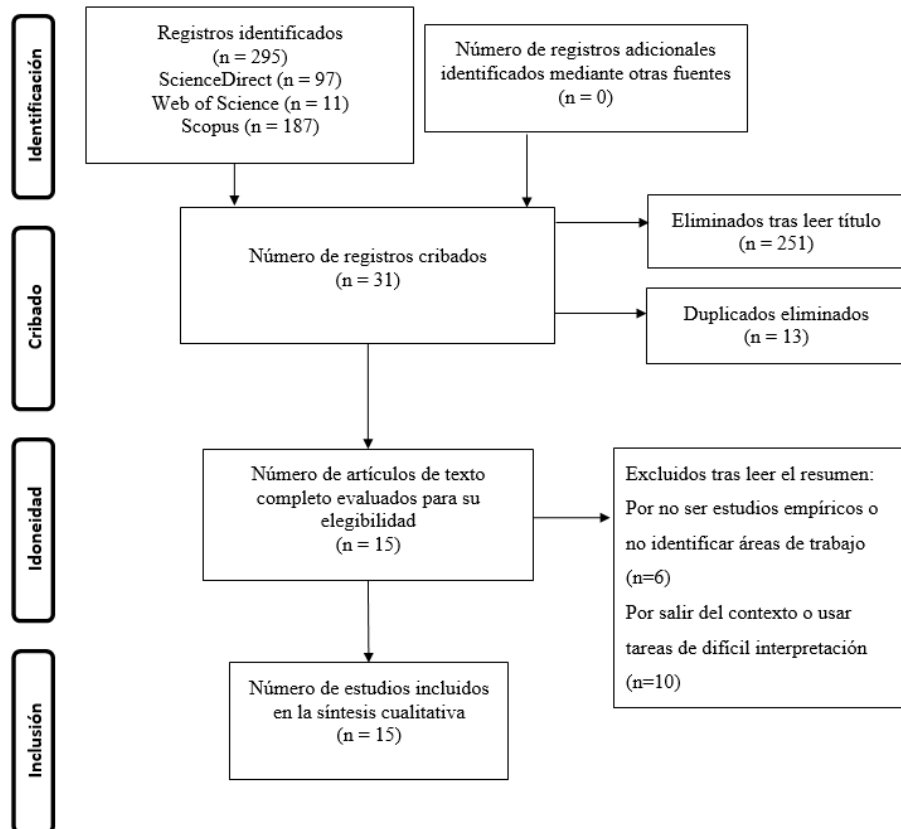 Identificación
Registros identificados
(n = 295)
ScienceDirect (n = 97)
Web of Science (n = 11)
Scopus (n = 187)
Número de registros adicionales
identificados mediante otras fuentes
(n = 0)
Cribado
Número de registros cribados
(n = 31)
Eliminados tras leer título
(n = 251)
Duplicados eliminados
(n = 13)
Idoneidad
Número de artículos de texto
completo evaluados para su
elegibilidad
(n = 15)
Excluidos tras leer el resumen:
Por no ser estudios empíricos o
no identificar áreas de trabajo
(n=6)
Por salir del contexto o usar
tareas de difícil interpretación
(n=10)
Inclusión
Número de estudios incluidos
en la síntesis cualitativa
(n = 15)